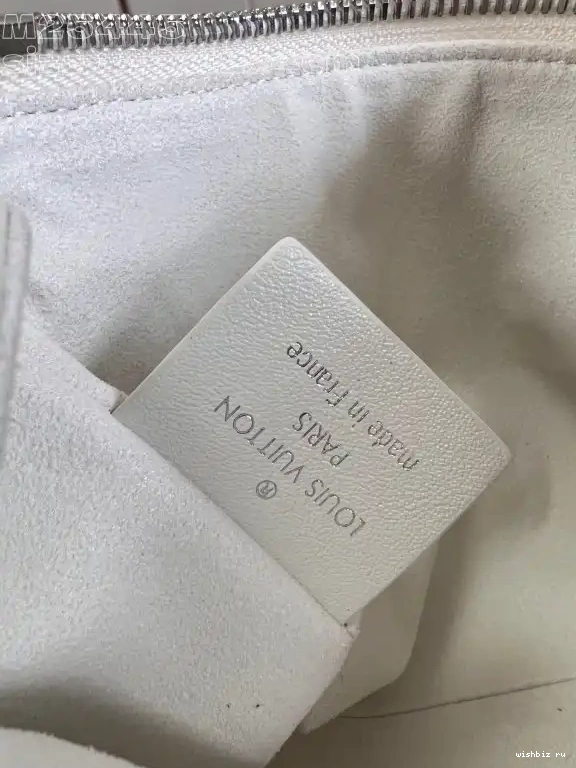 ®
LOUIS VUITTON
PARIS
made in France
wishbiz ru